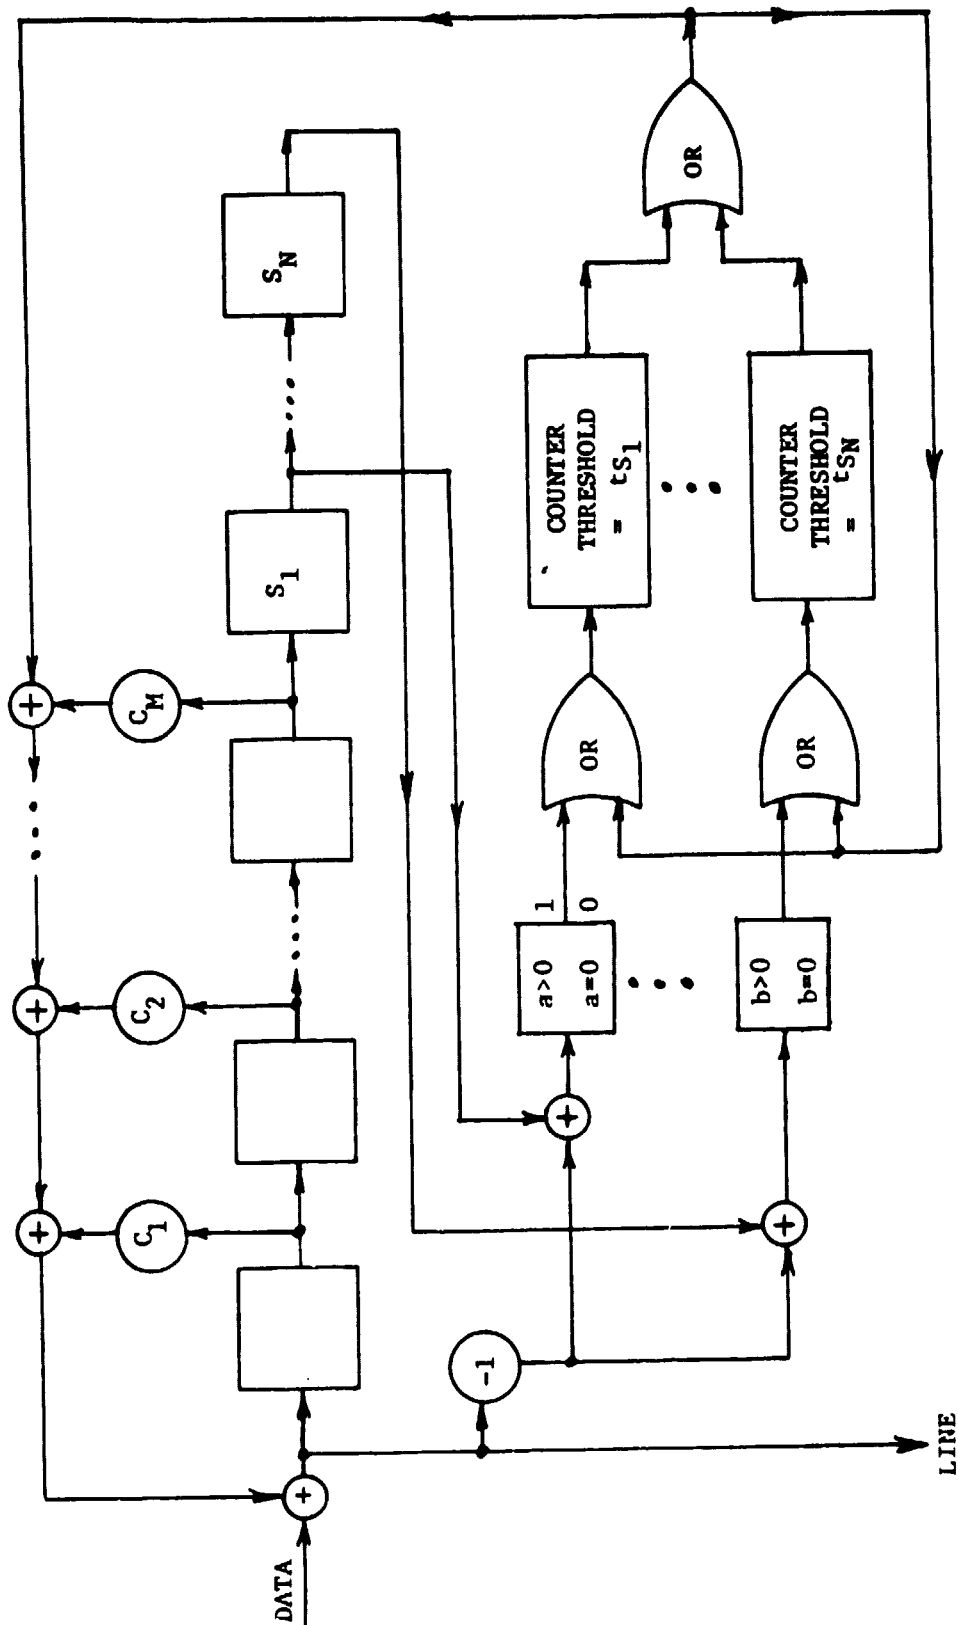 DATA
+
+
C1
+
C2
+
CM
S1
SN
-1
LINE
+
+
a>0 1
a=0 0
b>0
b=0
OR
OR
COUNTER
THRESHOLD
= tS1
COUNTER
THRESHOLD
= tSN
OR